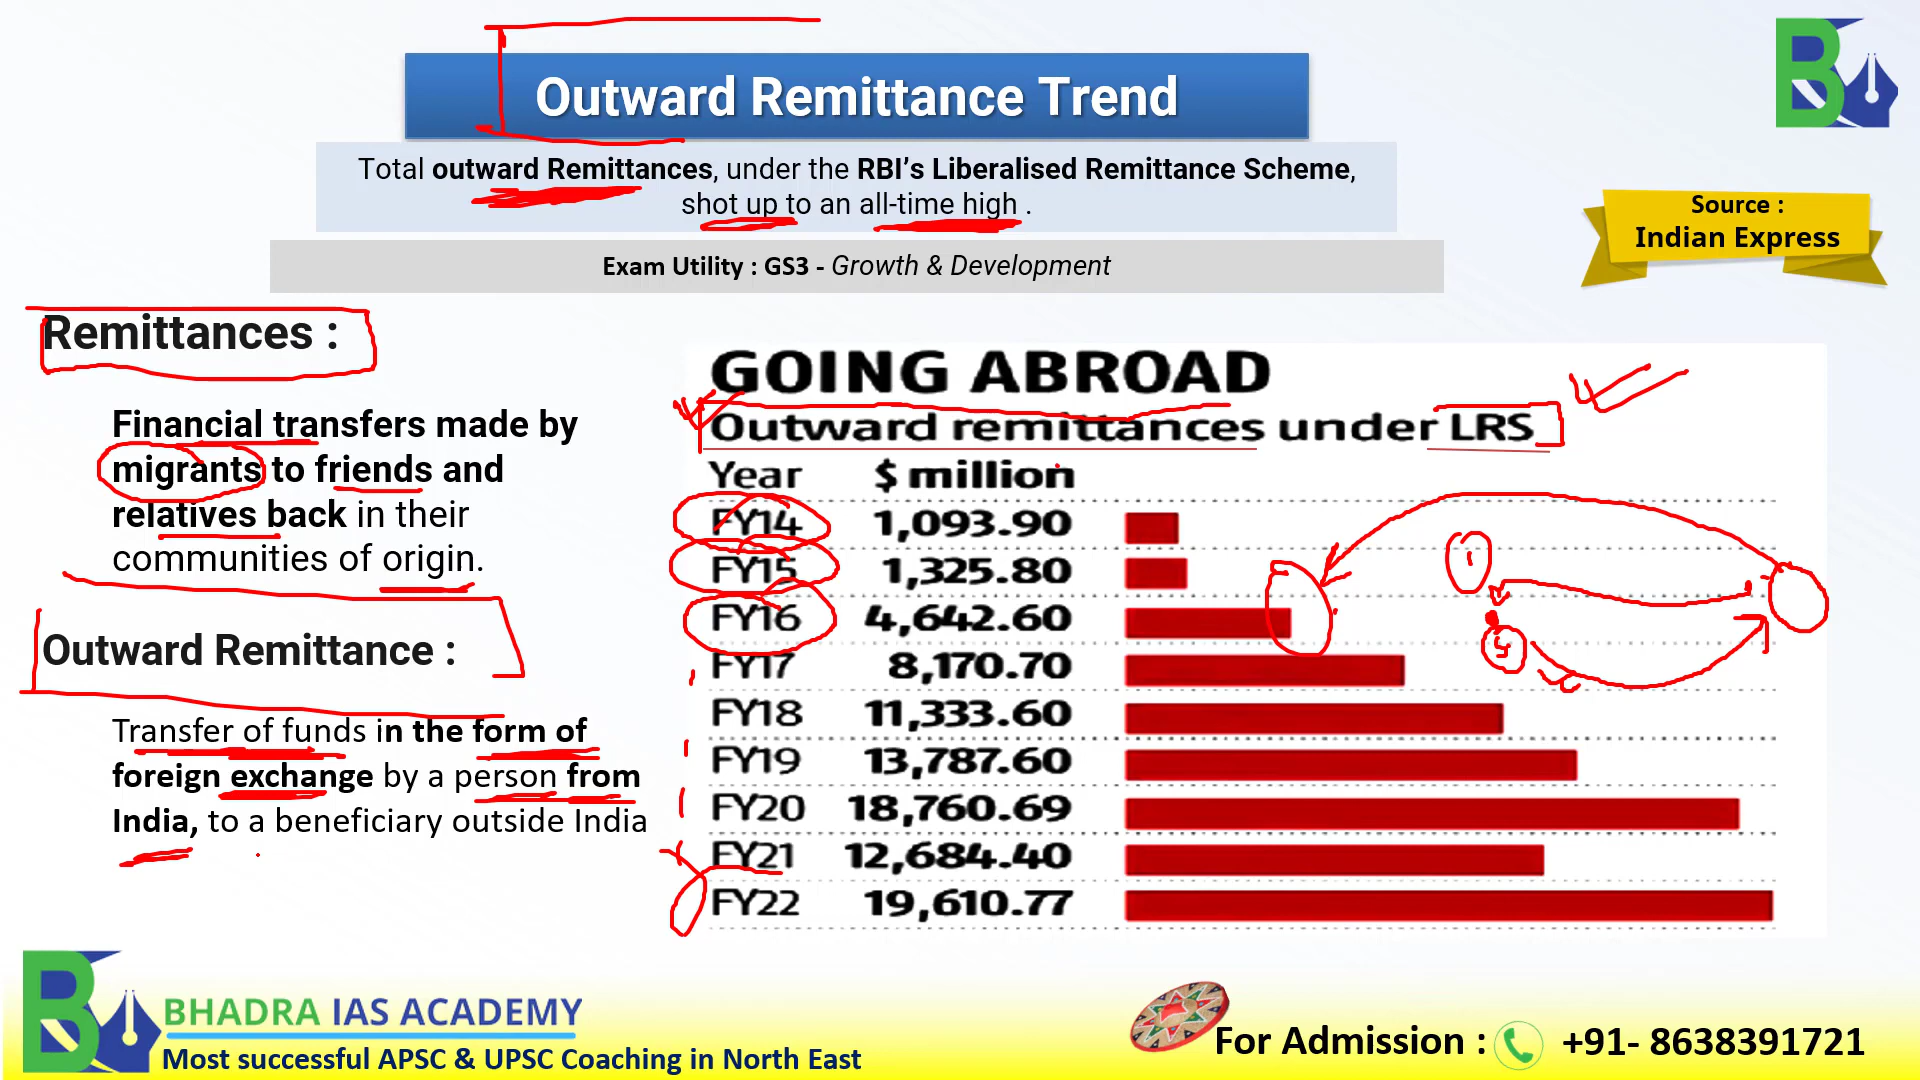 Outward Remittance Trend
Total outward Remittances, under the RBI’s Liberalised Remittance Scheme,
shot up to an all-time high .
Source :
Indian Express
Exam Utility : GS3 - Growth & Development
Remittances :
Financial transfers made by
migrants to friends and
relatives back in their
communities of origin.
Outward Remittance :
Transfer of funds in the form of
foreign exchange by a person from
India, to a beneficiary outside India
GOING ABROAD
Outward remittances under LRS
Year $ million
FY14 1,093.90
FY15 1,325.80
FY16 4,642.60
FY17 8,170.70
FY18 11,333.60
FY19 13,787.60
FY20 18,760.69
FY21 12,684.40
FY22 19,610.77
BHADRA IAS ACADEMY
Most successful APSC & UPSC Coaching in North East
For Admission : +91- 8638391721